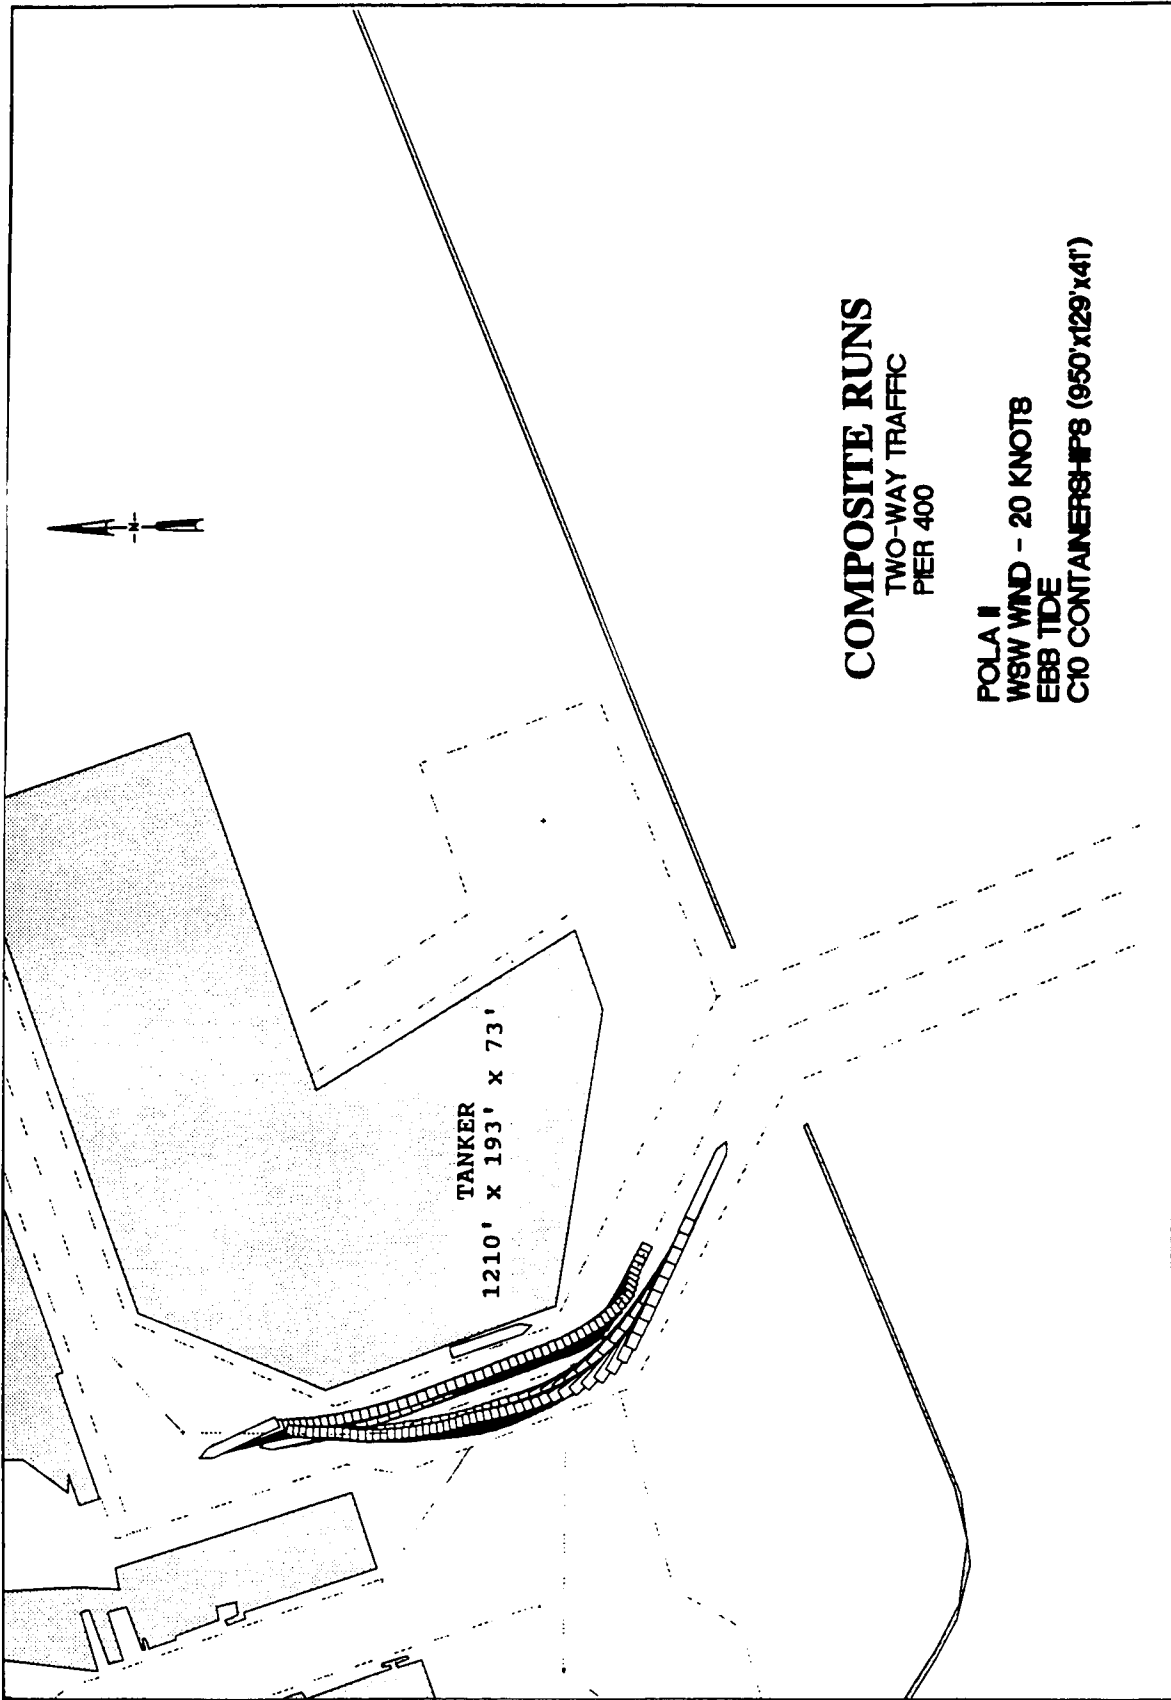 N
TANKER
1210' x 193' x 73'
COMPOSITE RUNS
TWO-WAY TRAFFIC
PIER 400
POLA II
WSW WIND - 20 KNOTS
EBB TIDE
C10 CONTAINERSHIPS (950'x129'x41')